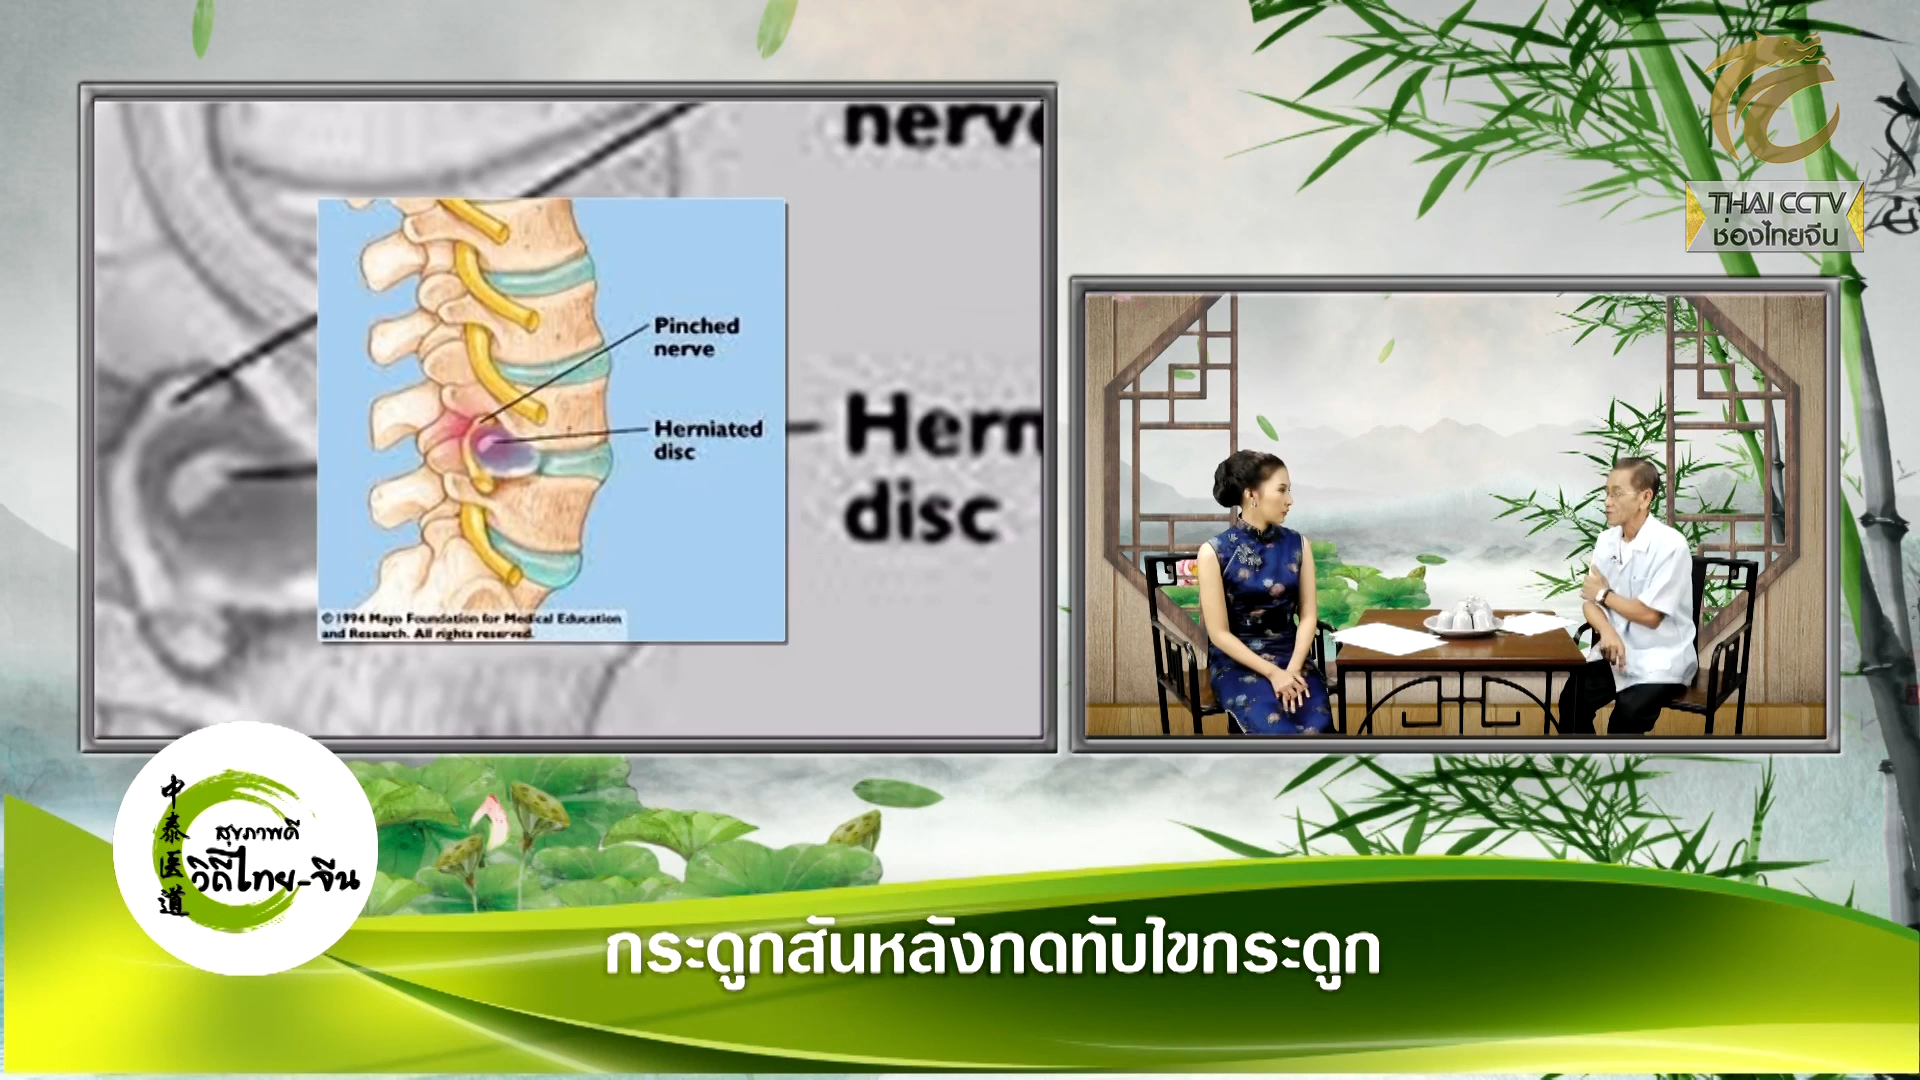 nerve
Pinched
nerve
Herniated
disc
Hern
disc
© 1994 Mayo Foundation for Medical Education
and Research. All rights reserved.
THAI CCTV
ช่องไทยจีน
中泰医道
สุขภาพดี
วิถีไทย-จีน
กระดูกสันหลังกดทับไขกระดูก